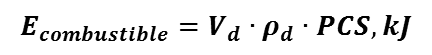 E_combustible = V_d · ρ_d · PCS, kJ